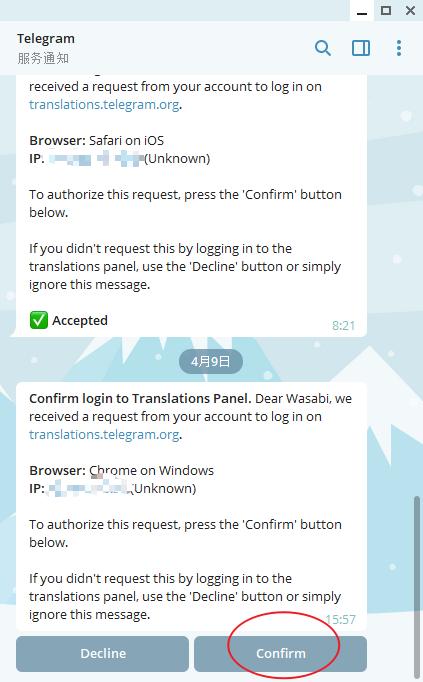 Telegram
服务通知
received a request from your account to log in on
translations.telegram.org.
Browser: Safari on iOS
IP. (Unknown)
To authorize this request, press the 'Confirm' button
below.
If you didn't request this by logging in to the
translations panel, use the 'Decline' button or simply
ignore this message.
✅ Accepted
8:21
4月9日
Confirm login to Translations Panel. Dear Wasabi, we
received a request from your account to log in on
translations.telegram.org.
Browser: Chrome on Windows
IP: (Unknown)
To authorize this request, press the 'Confirm' button
below.
If you didn't request this by logging in to the
translations panel, use the 'Decline' button or simply
ignore this message.
15:57
Decline
Confirm